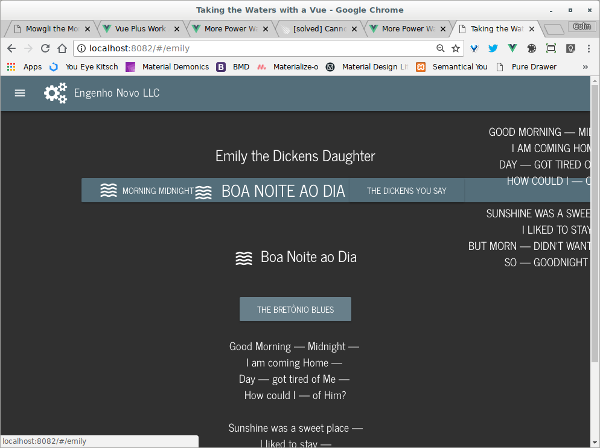 Taking the Waters with a Vue - Google Chrome
Mowgli the Mo
Vue Plus Work
More Power W
[solved] Canno
More Power W
Taking the Wat
Colin
localhost:8082/#/emily
Apps
You Eye Kitsch
Material Demonics
BMD
Materialize-o
Material Design Li
Semantical You
Pure Drawer
»
Engenho Novo LLC
GOOD MORNING — MID
I AM COMING HOM
DAY — GOT TIRED O
HOW COULD I — O
SUNSHINE WAS A SWEE
I LIKED TO STAY
BUT MORN — DIDN'T WANT
SO — GOODNIGHT
Emily the Dickens Daughter
MORNING MIDNIGHT
BOA NOITE AO DIA
THE DICKENS YOU SAY
Boa Noite ao Dia
THE BRETÓNIO BLUES
Good Morning — Midnight —
I am coming Home —
Day — got tired of Me —
How could I — of Him?
Sunshine was a sweet place —
I liked to stay —
localhost:8082/#/emily